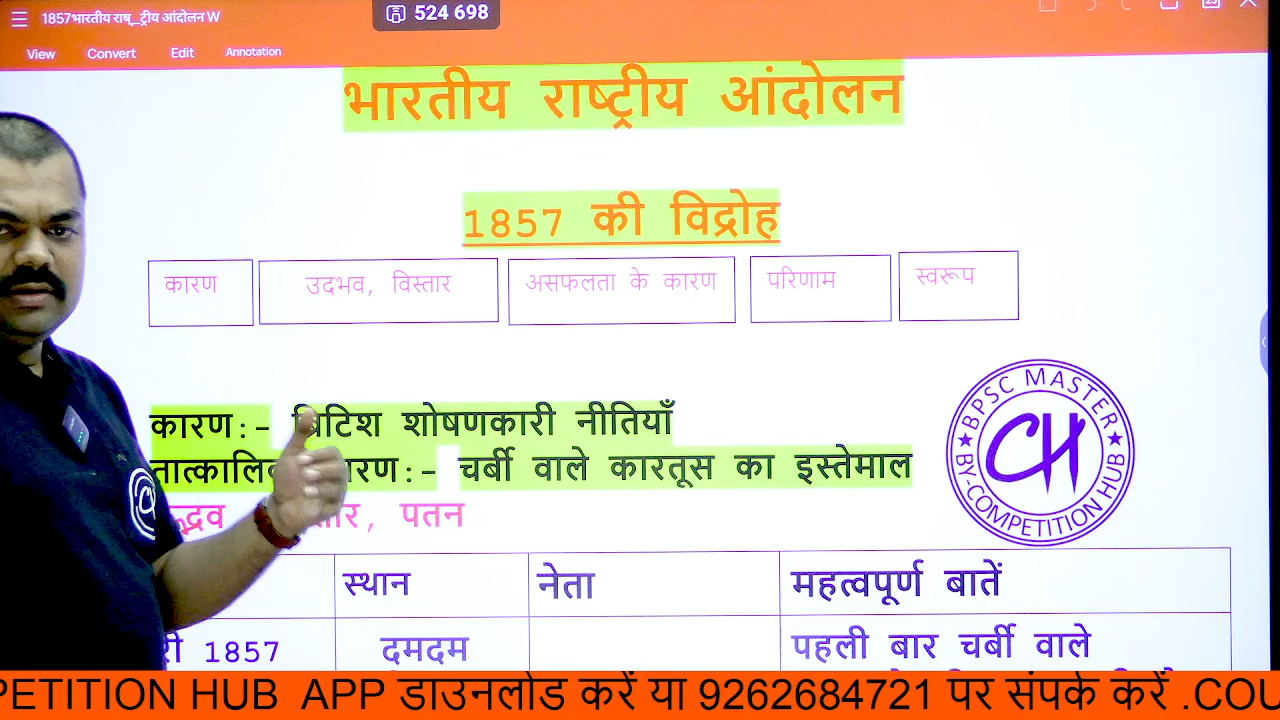 1857भारतीय राष्_ट्रीय आंदोलन W
524 698
View Convert Edit Annotation
भारतीय राष्ट्रीय आंदोलन
1857 की विद्रोह
कारण
उदभव, विस्तार
असफलता के कारण
परिणाम
स्वरूप
कारण:- ब्रिटिश शोषणकारी नीतियाँ
:- चर्बी वाले कारतूस का इस्तेमाल
पतन
BPSC MASTER
BY-COMPETITION HUB
CH
स्थान नेता महत्वपूर्ण बातें
1857 दमदम पहली बार चर्बी वाले
HUB APP डाउनलोड करें या 9262684721 पर संपर्क करें .